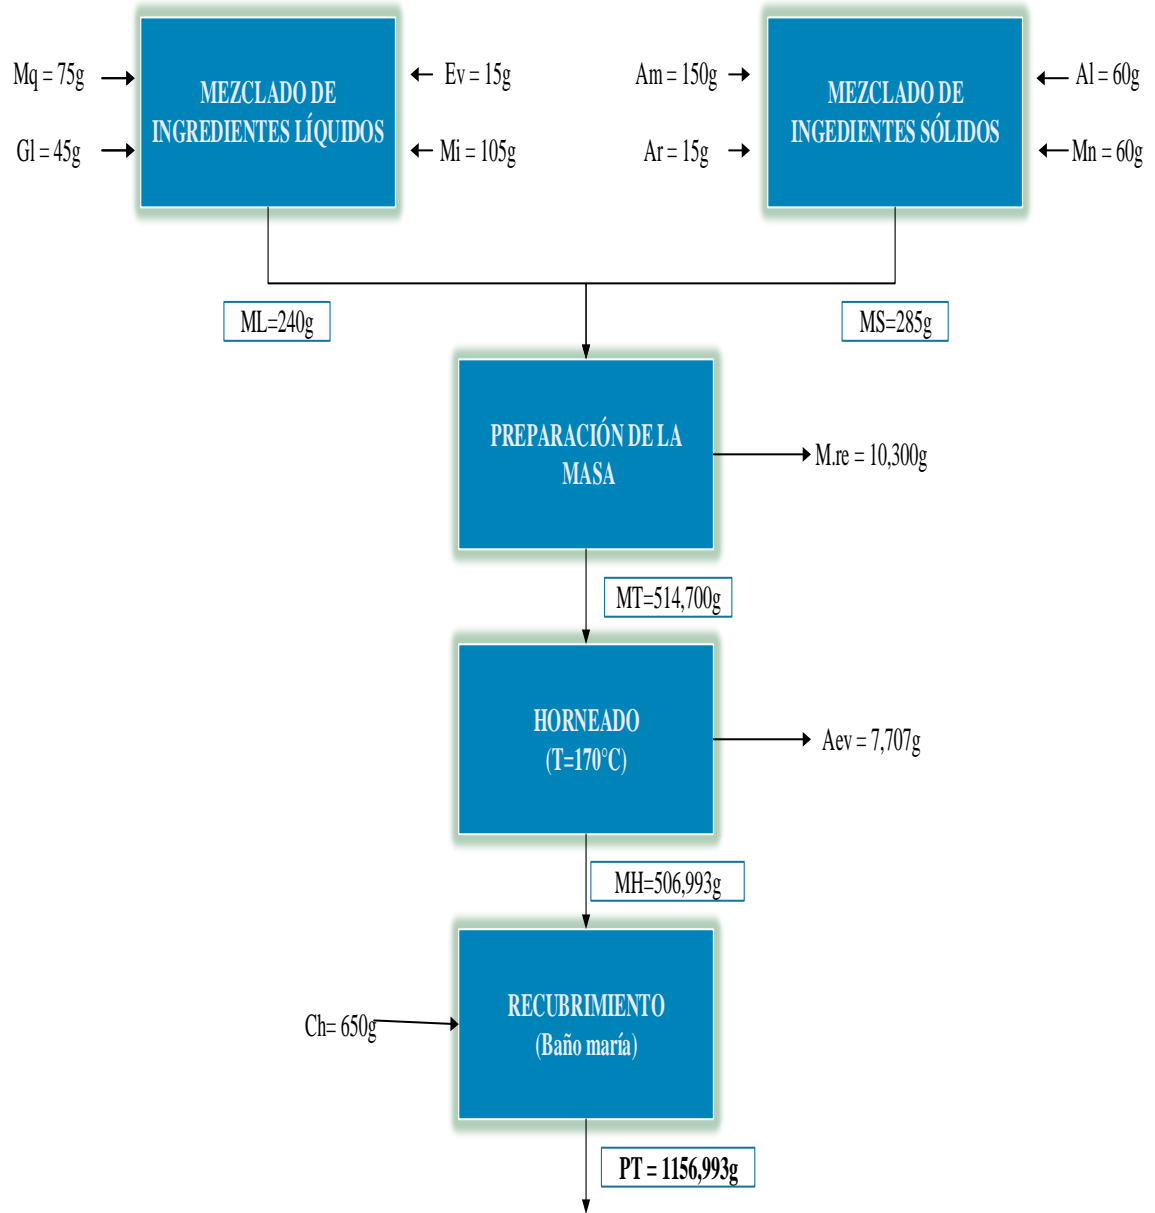 Mq = 75g
Gl = 45g
MEZCLADO DE
INGREDIENTES LÍQUIDOS
Ev = 15g
Mi = 105g
Am = 150g
Ar = 15g
MEZCLADO DE
INGEDIENTES SÓLIDOS
Al = 60g
Mn = 60g
ML=240g
MS=285g
PREPARACIÓN DE LA
MASA
M.re = 10,300g
MT=514,700g
HORNEADO
(T=170°C)
Aev = 7,707g
MH=506,993g
Ch= 650g
RECUBRIMIENTO
(Baño maría)
PT = 1156,993g